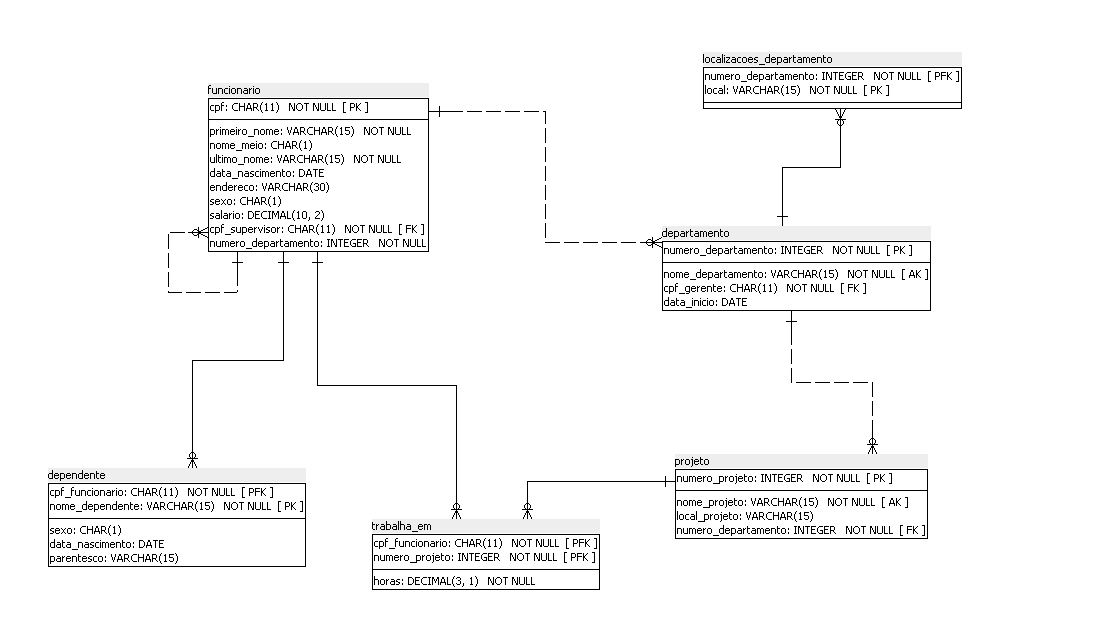 localizacoes_departamento
numero_departamento: INTEGER NOT NULL [ PFK ]
local: VARCHAR(15) NOT NULL [ PK ]
funcionario
cpf: CHAR(11) NOT NULL [ PK ]
primeiro_nome: VARCHAR(15) NOT NULL
nome_meio: CHAR(1)
ultimo_nome: VARCHAR(15) NOT NULL
data_nascimento: DATE
endereco: VARCHAR(30)
sexo: CHAR(1)
salario: DECIMAL(10, 2)
cpf_supervisor: CHAR(11) NOT NULL [ FK ]
numero_departamento: INTEGER NOT NULL
departamento
numero_departamento: INTEGER NOT NULL [ PK ]
nome_departamento: VARCHAR(15) NOT NULL [ AK ]
cpf_gerente: CHAR(11) NOT NULL [ FK ]
data_inicio: DATE
dependente
cpf_funcionario: CHAR(11) NOT NULL [ PFK ]
nome_dependente: VARCHAR(15) NOT NULL [ PK ]
sexo: CHAR(1)
data_nascimento: DATE
parentesco: VARCHAR(15)
trabalha_em
cpf_funcionario: CHAR(11) NOT NULL [ PFK ]
numero_projeto: INTEGER NOT NULL [ PFK ]
horas: DECIMAL(3, 1) NOT NULL
projeto
numero_projeto: INTEGER NOT NULL [ PK ]
nome_projeto: VARCHAR(15) NOT NULL [ AK ]
local_projeto: VARCHAR(15)
numero_departamento: INTEGER NOT NULL [ FK ]